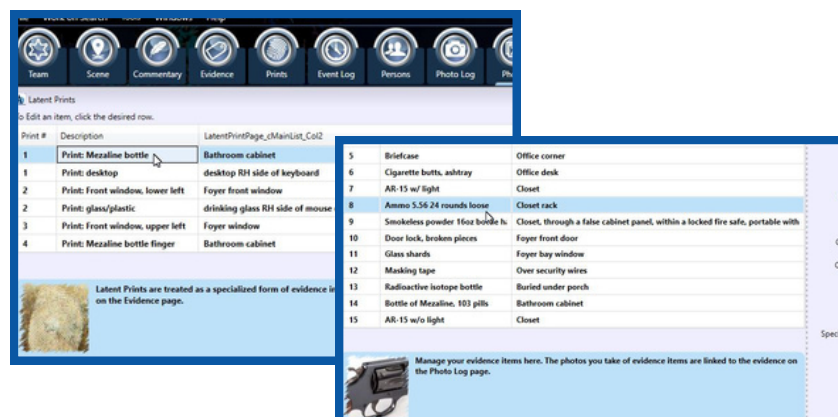 Work on Search Tools Windows Help
Team Scene Commentary Evidence Prints Event Log Persons Photo Log
Latent Prints
To Edit an item, click the desired row.
Print # Description LatentPrintPage_cMainList_Col2
1 Print: Mezaline bottle Bathroom cabinet
1 Print: desktop desktop RH side of keyboard
2 Print: Front window, lower left Foyer front window
2 Print: glass/plastic drinking glass RH side of mouse
3 Print: Front window, upper left Foyer window
4 Print: Mezaline bottle finger Bathroom cabinet
Latent Prints are treated as a specialized form of evidence
on the Evidence page.
5 Briefcase Office corner
6 Cigarette butts, ashtray Office desk
7 AR-15 w/ light Closet
8 Ammo 5.56 24 rounds loose Closet rack
9 Smokeless powder 16oz bottle Closet, through a false cabinet panel, within a locked fire safe, portable with
10 Door lock, broken pieces Foyer front door
11 Glass shards Foyer bay window
12 Masking tape Over security wires
13 Radioactive isotope bottle Buried under porch
14 Bottle of Mezaline, 103 pills Bathroom cabinet
15 AR-15 w/o light Closet
Manage your evidence items here. The photos you take of evidence items are linked to the evidence on
the Photo Log page.